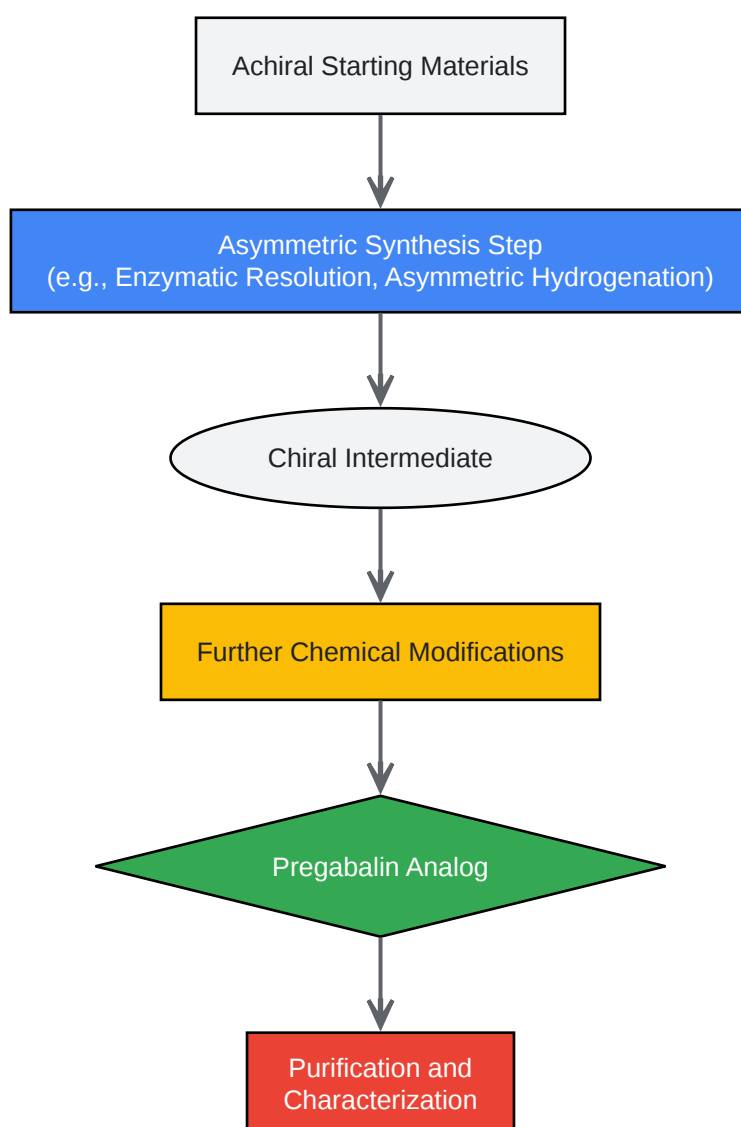 Achiral Starting Materials
Asymmetric Synthesis Step
(e.g., Enzymatic Resolution, Asymmetric Hydrogenation)
Chiral Intermediate
Further Chemical Modifications
Pregabalin Analog
Purification and
Characterization